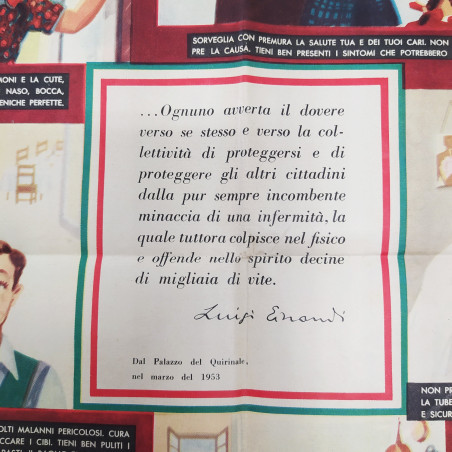 SORVEGLIA CON PREMURA LA SALUTE TUA E DEI TUOI CARI. NON
PRE LA CAUSA, TIENI BEN PRESENTI I SINTOMI CHE POTREBBERO
MONI E LA CUTE,
NASO, BOCCA,
IENICHE PERFETTE.
...Ognuno avverta il dovere
verso se stesso e verso la col-
lettività di proteggersi e di
proteggere gli altri cittadini
dalla pur sempre incombente
minaccia di una infermità, la
quale tuttora colpisce nel fisico
e offende nello spirito decine
di migliaia di vite.
Luigi Einaudi
Dal Palazzo del Quirinale,
nel marzo del 1953
NON PR
LA TUBE
E SICUR
OLTI MALANNI PERICOLOSI. CURA
CCARE I CIBI. TIENI BEN PULITI I